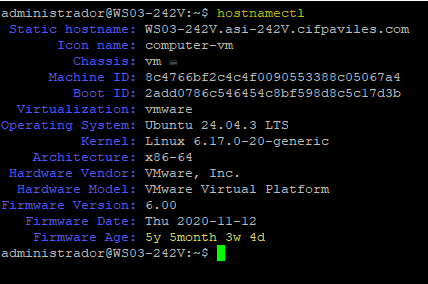 administrador@WS03-242V:~$ hostnamectl
Static hostname: WS03-242V.asi-242V.cifpaviles.com
Icon name: computer-vm
Chassis: vm
Machine ID: 8c4766bf2c4c4f0090553388c05067a4
Boot ID: 2add0786c546454c8bf598d8c5c17d3b
Virtualization: vmware
Operating System: Ubuntu 24.04.3 LTS
Kernel: Linux 6.17.0-20-generic
Architecture: x86-64
Hardware Vendor: VMware, Inc.
Hardware Model: VMware Virtual Platform
Firmware Version: 6.00
Firmware Date: Thu 2020-11-12
Firmware Age: 5y 5month 3w 4d
administrador@WS03-242V:~$